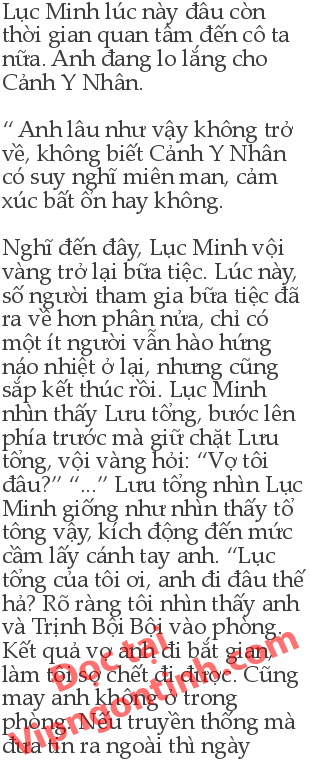 Lục Minh lúc này đâu còn
thời gian quan tâm đến cô ta
nữa. Anh đang lo lắng cho
Cảnh Y Nhân.
“ Anh lâu như vậy không trở
về, không biết Cảnh Y Nhân
có suy nghĩ miên man, cảm
xúc bất ổn hay không.
Nghĩ đến đây, Lục Minh vội
vàng trở lại bữa tiệc. Lúc này,
số người tham gia bữa tiệc đã
ra về hơn phân nửa, chỉ có
một ít người vẫn hào hứng
náo nhiệt ở lại, nhưng cũng
sắp kết thúc rồi. Lục Minh
nhìn thấy Lưu tổng, bước lên
phía trước mà giữ chặt Lưu
tổng, vội vàng hỏi: “Vợ tôi
đâu?” “...” Lưu tổng nhìn Lục
Minh giống như nhìn thấy tổ
tông vậy, kích động đến mức
cầm lấy cánh tay anh. “Lục
tổng của tôi ơi, anh đi đâu thế
hả? Rõ ràng tôi nhìn thấy anh
và Trịnh Bội Bội vào phòng.
Kết quả vợ anh đi bắt gian,
làm tôi sợ chết đi được. Cũng
may anh không ở trong
phòng. Nếu truyền thống mà
đưa tin ra ngoài thì ngày
Đọc tại
Vipngontinh.com